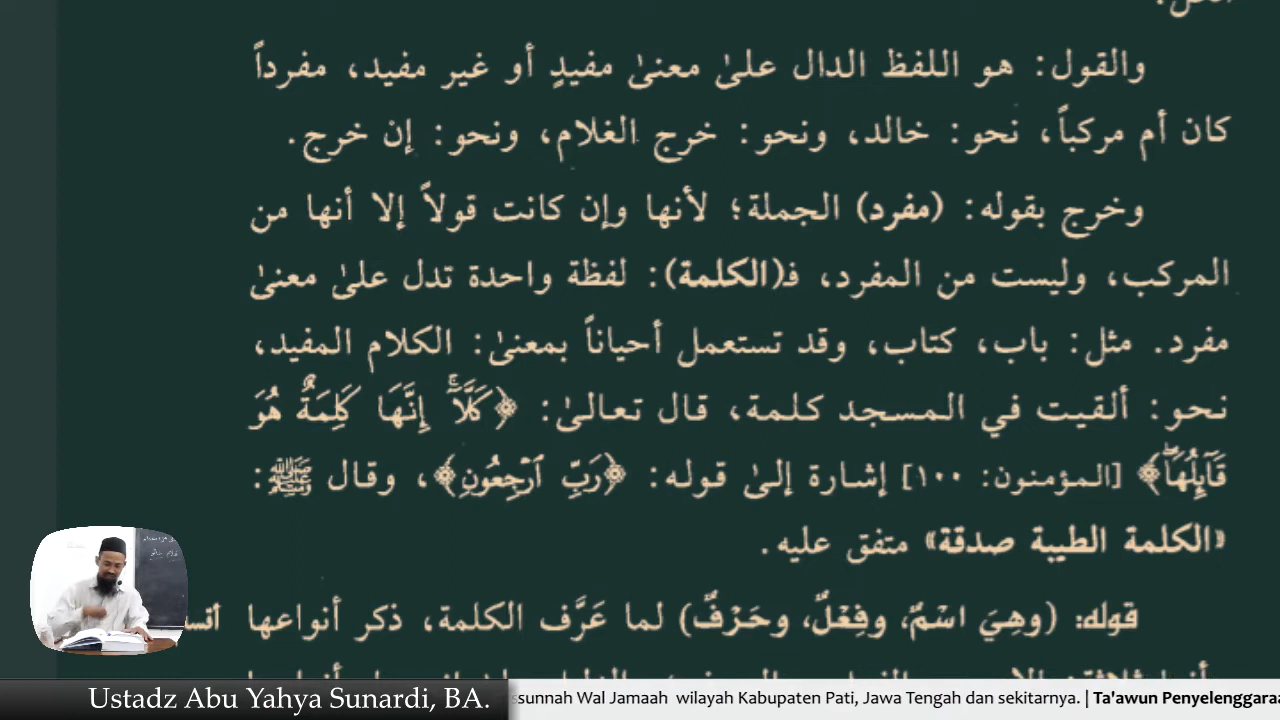 والقول: هو اللفظ الدال علىٰ معنىٰ مفيدٍ أو غير مفيد، مفرداً
كان أم مركباً، نحو: خالد، ونحو: خرج الغلام، ونحو: إن خرج.
وخرج بقوله: (مفرد) الجملة؛ لأنها وإن كانت قولاً إلا أنها من
المركب، وليست من المفرد، فـ(الكلمة): لفظة واحدة تدل علىٰ معنىٰ
مفرد. مثل: باب، كتاب، وقد تستعمل أحياناً بمعنىٰ: الكلام المفيد،
نحو: ألقيت في المسجد كلمة، قال تعالىٰ: ﴿كَلَّآۚ إِنَّهَا كَلِمَةٌ هُوَ
قَآئِلُهَاۖ﴾ [المؤمنون: ١٠٠] إشارة إلىٰ قوله: ﴿رَبِّ ٱرْجِعُونِ﴾، وقال ﷺ:
«الكلمة الطيبة صدقة» متفق عليه.
قوله: (وهِيَ اسْمٌ، وفِعْلٌ، وحَرْفٌ) لما عَرَّف الكلمة، ذكر أنواعها
Ustadz Abu Yahya Sunardi, BA.
ssunnah Wal Jamaah wilayah Kabupaten Pati, Jawa Tengah dan sekitarnya. | Ta'awun Penyelenggaraa